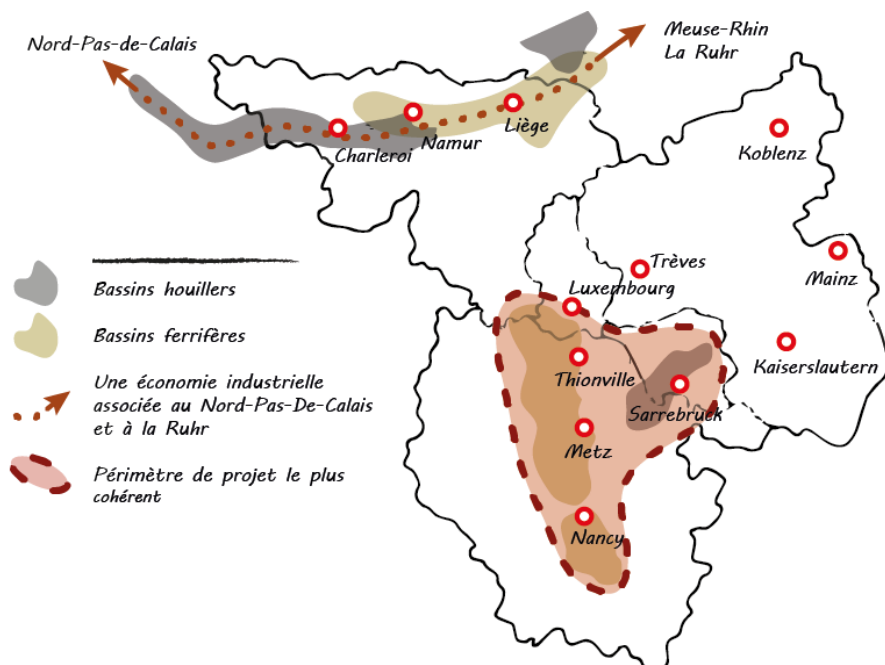 Nord-Pas-de-Calais
Meuse-Rhin
La Ruhr
Charleroi
Namur
Liège
Koblenz
Trèves
Luxembourg
Mainz
Thionville
Kaiserslautern
Sarrebruck
Metz
Nancy
Bassins houillers
Bassins ferrifères
Une économie industrielle
associée au Nord-Pas-De-Calais
et à la Ruhr
Périmètre de projet le plus
cohérent